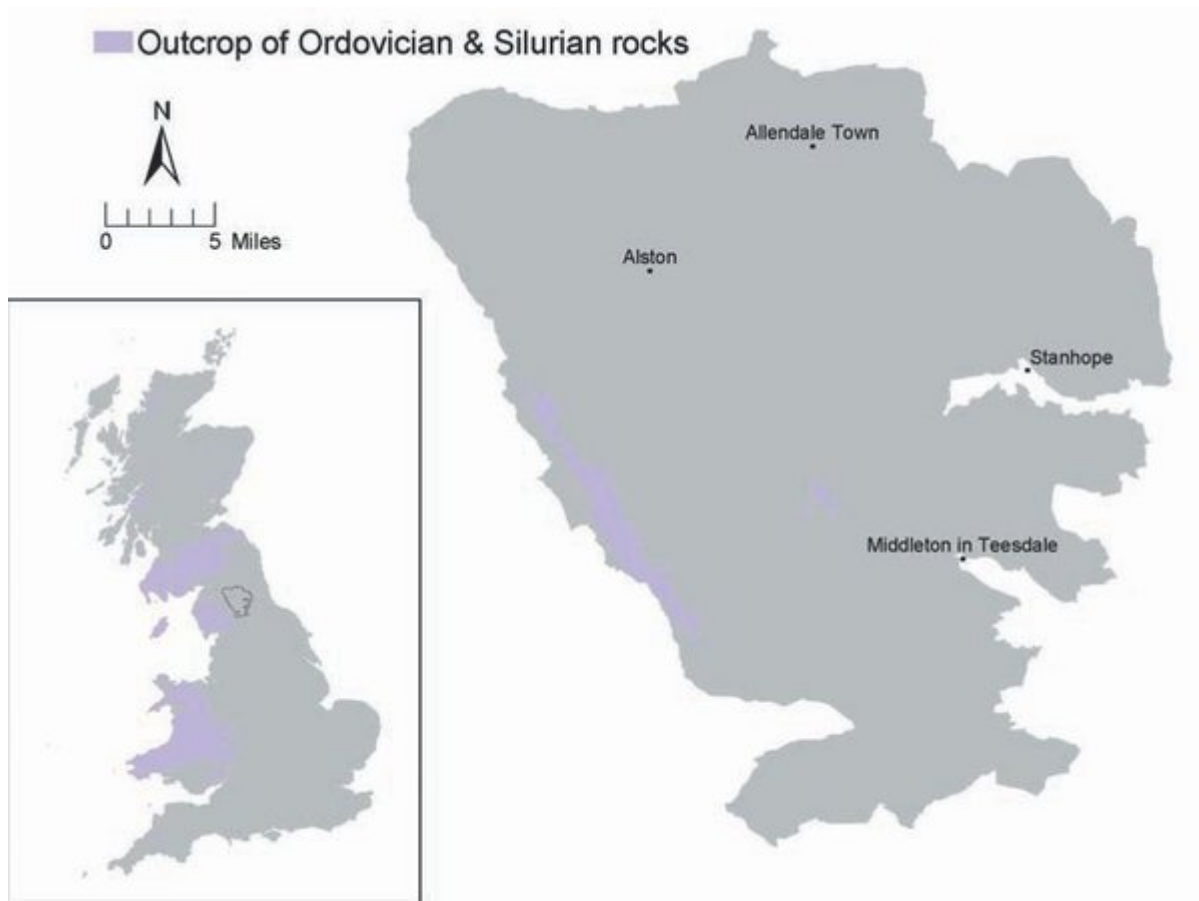 Outcrop of Ordovician & Silurian rocks
N
0 5 Miles
Allendale Town
Alston
Stanhope
Middleton in Teesdale